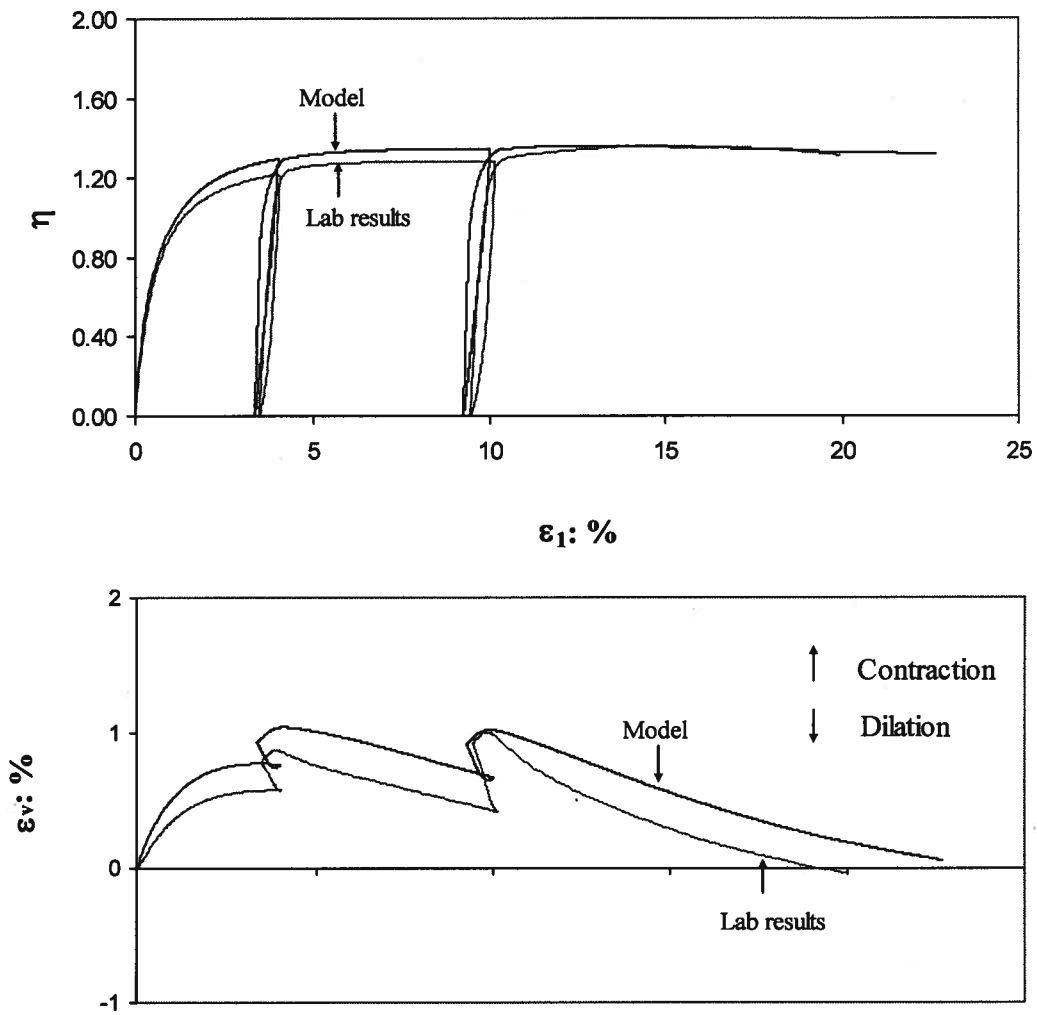 2.00
1.60
1.20
0.80
0.40
0.00
η
Model
Lab results
0
5
10
15
20
25
ε1: %
2
1
0
-1
εv: %
Contraction
Dilation
Model
Lab results